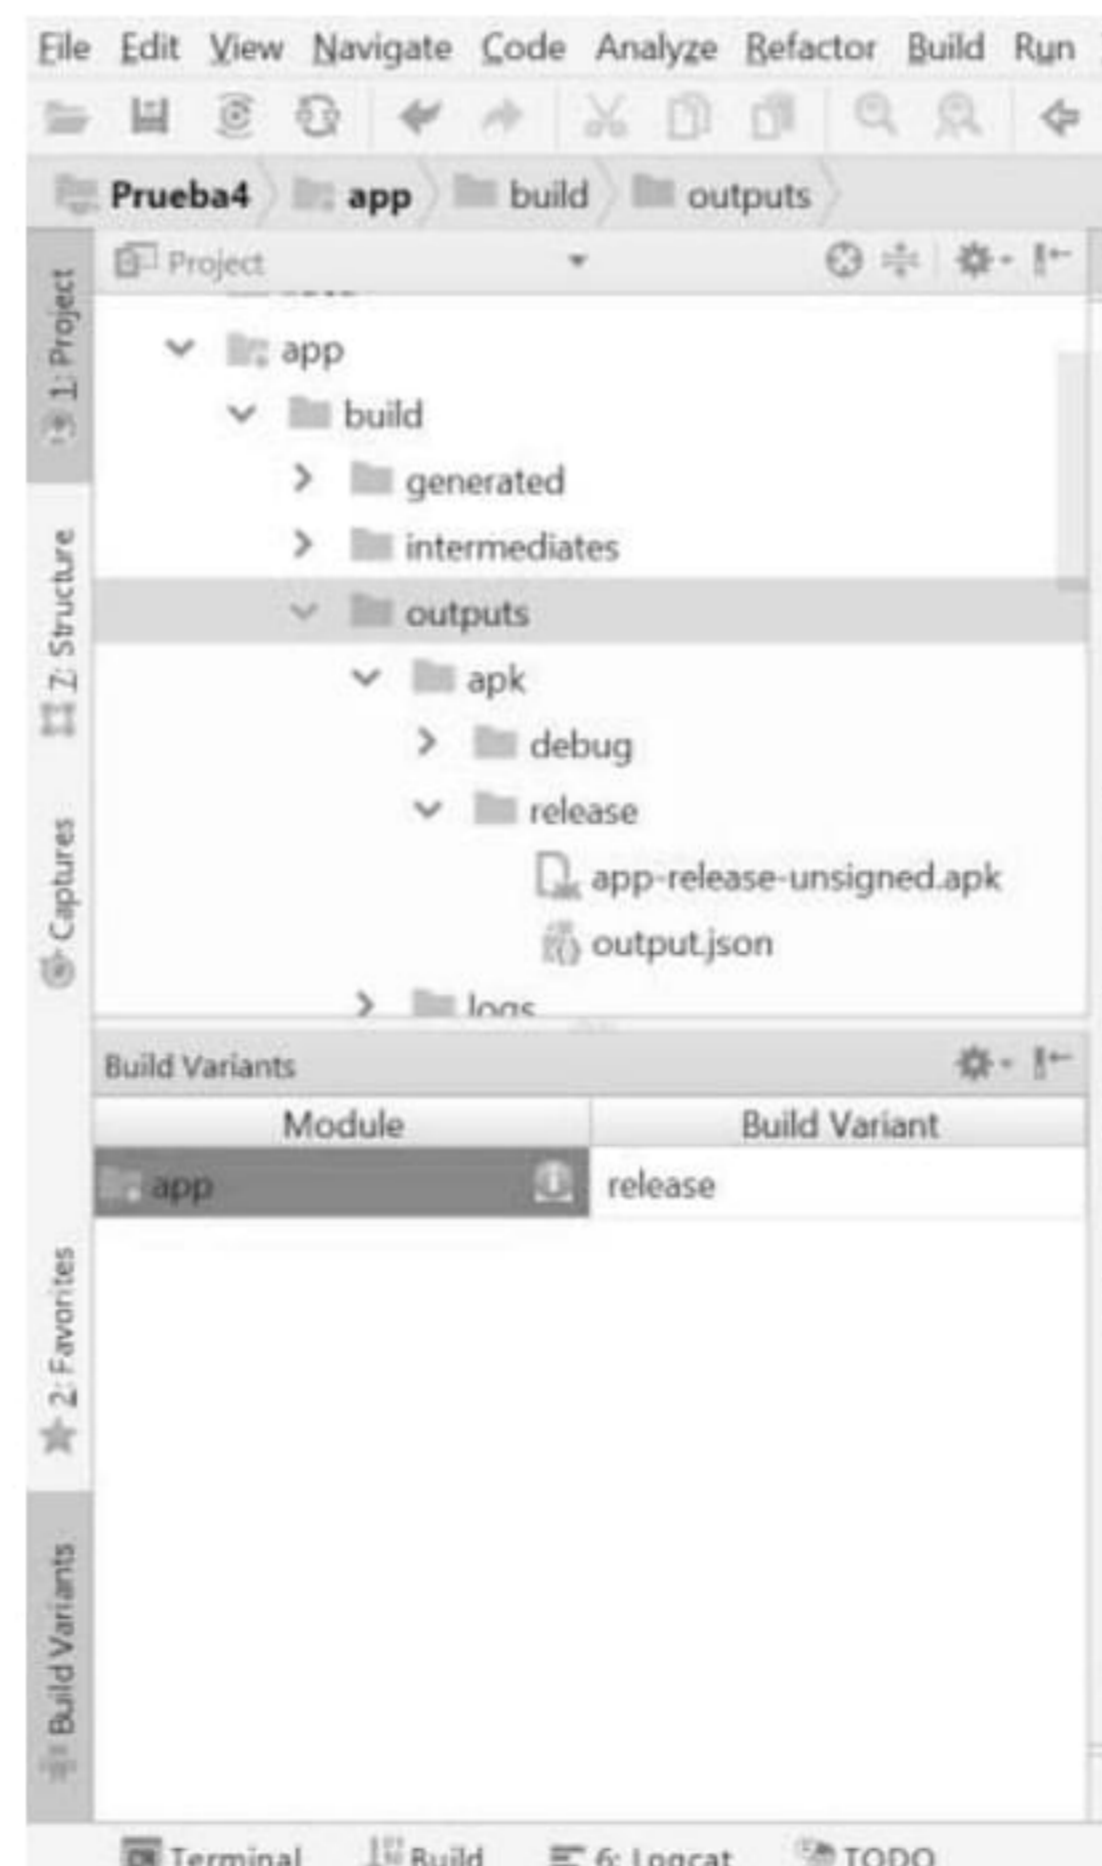 File Edit View Navigate Code Analyze Refactor Build Run
Prueba4 app build outputs
Project
app
build
generated
intermediates
outputs
apk
debug
release
app-release-unsigned.apk
output.json
logs
1: Project
7: Structure
Captures
Build Variants
Module Build Variant
app release
2: Favorites
Build Variants
Terminal Build 6: Logcat TODO